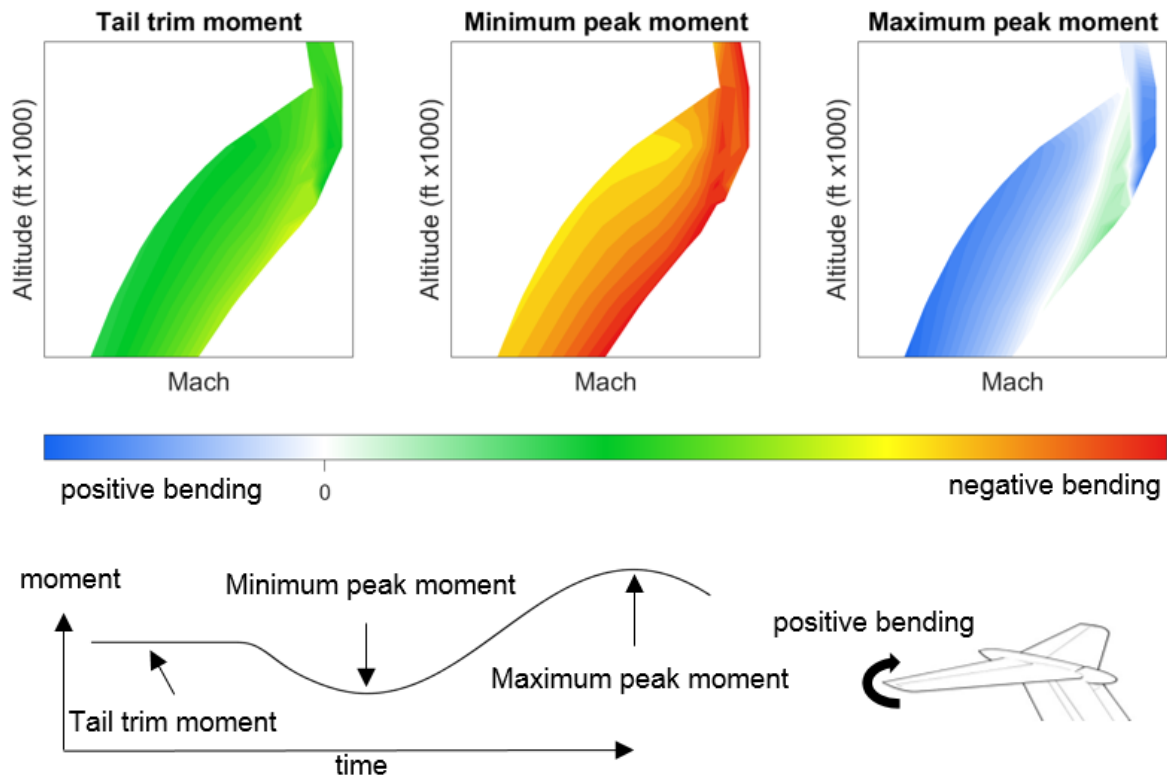 Tail trim moment
Minimum peak moment
Maximum peak moment
Altitude (ft x1000)
Altitude (ft x1000)
Altitude (ft x1000)
Mach
Mach
Mach
positive bending
0
negative bending
moment
Minimum peak moment
positive bending
Maximum peak moment
Tail trim moment
time